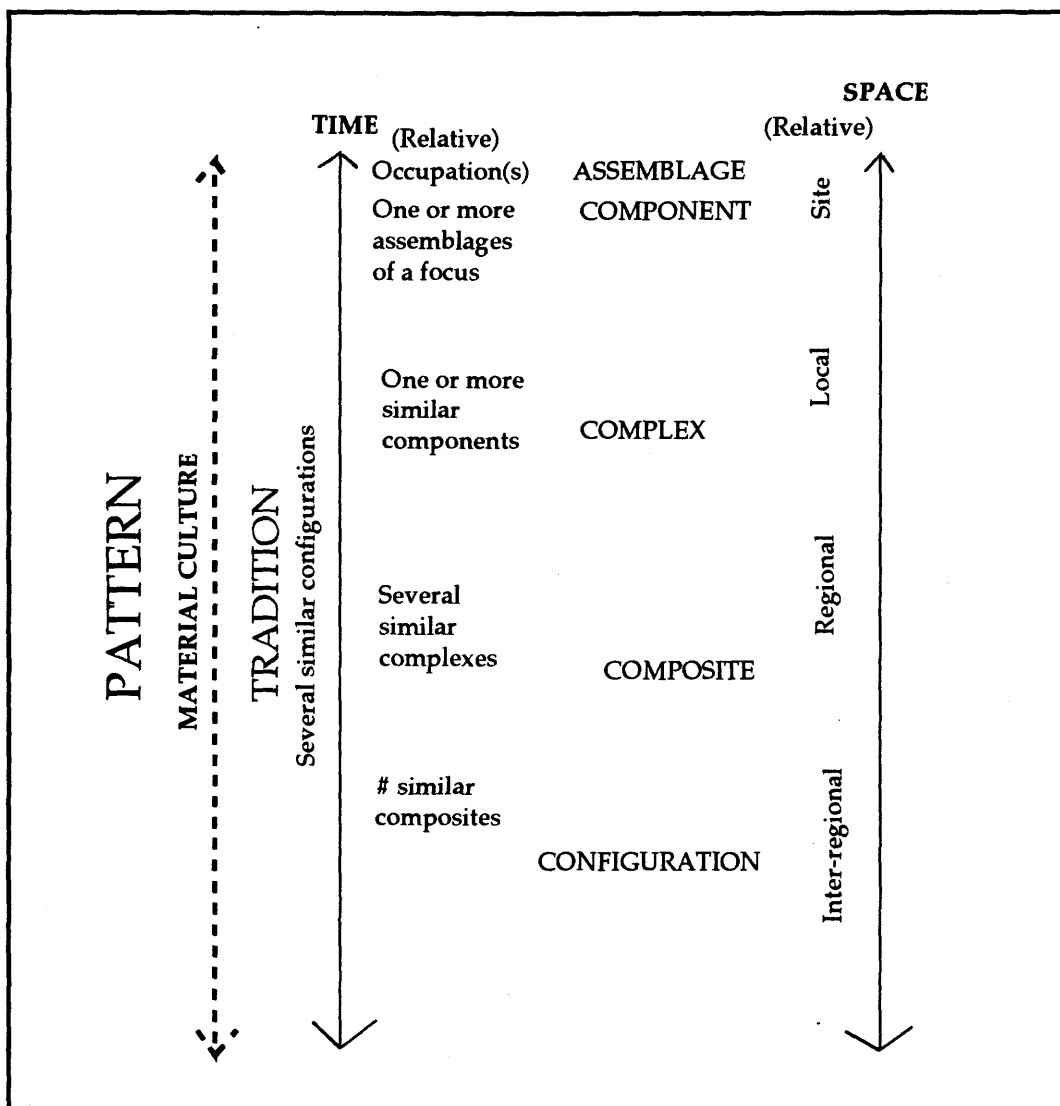 SPACE
TIME (Relative) (Relative)
Occupation(s) ASSEMBLAGE
One or more COMPONENT
assemblages
of a focus
Site
One or more
similar
components COMPLEX
Local
Several
similar
complexes COMPOSITE
Regional
# similar
composites
CONFIGURATION
Inter-regional
PATTERN
MATERIAL CULTURE
TRADITION
Several similar configurations